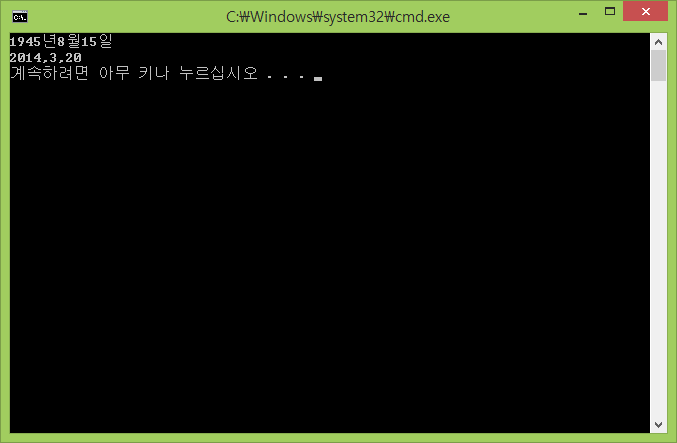 C:₩Windows₩system32₩cmd.exe
1945년8월15일
2014,3,20
계속하려면 아무 키나 누르십시오 . . .